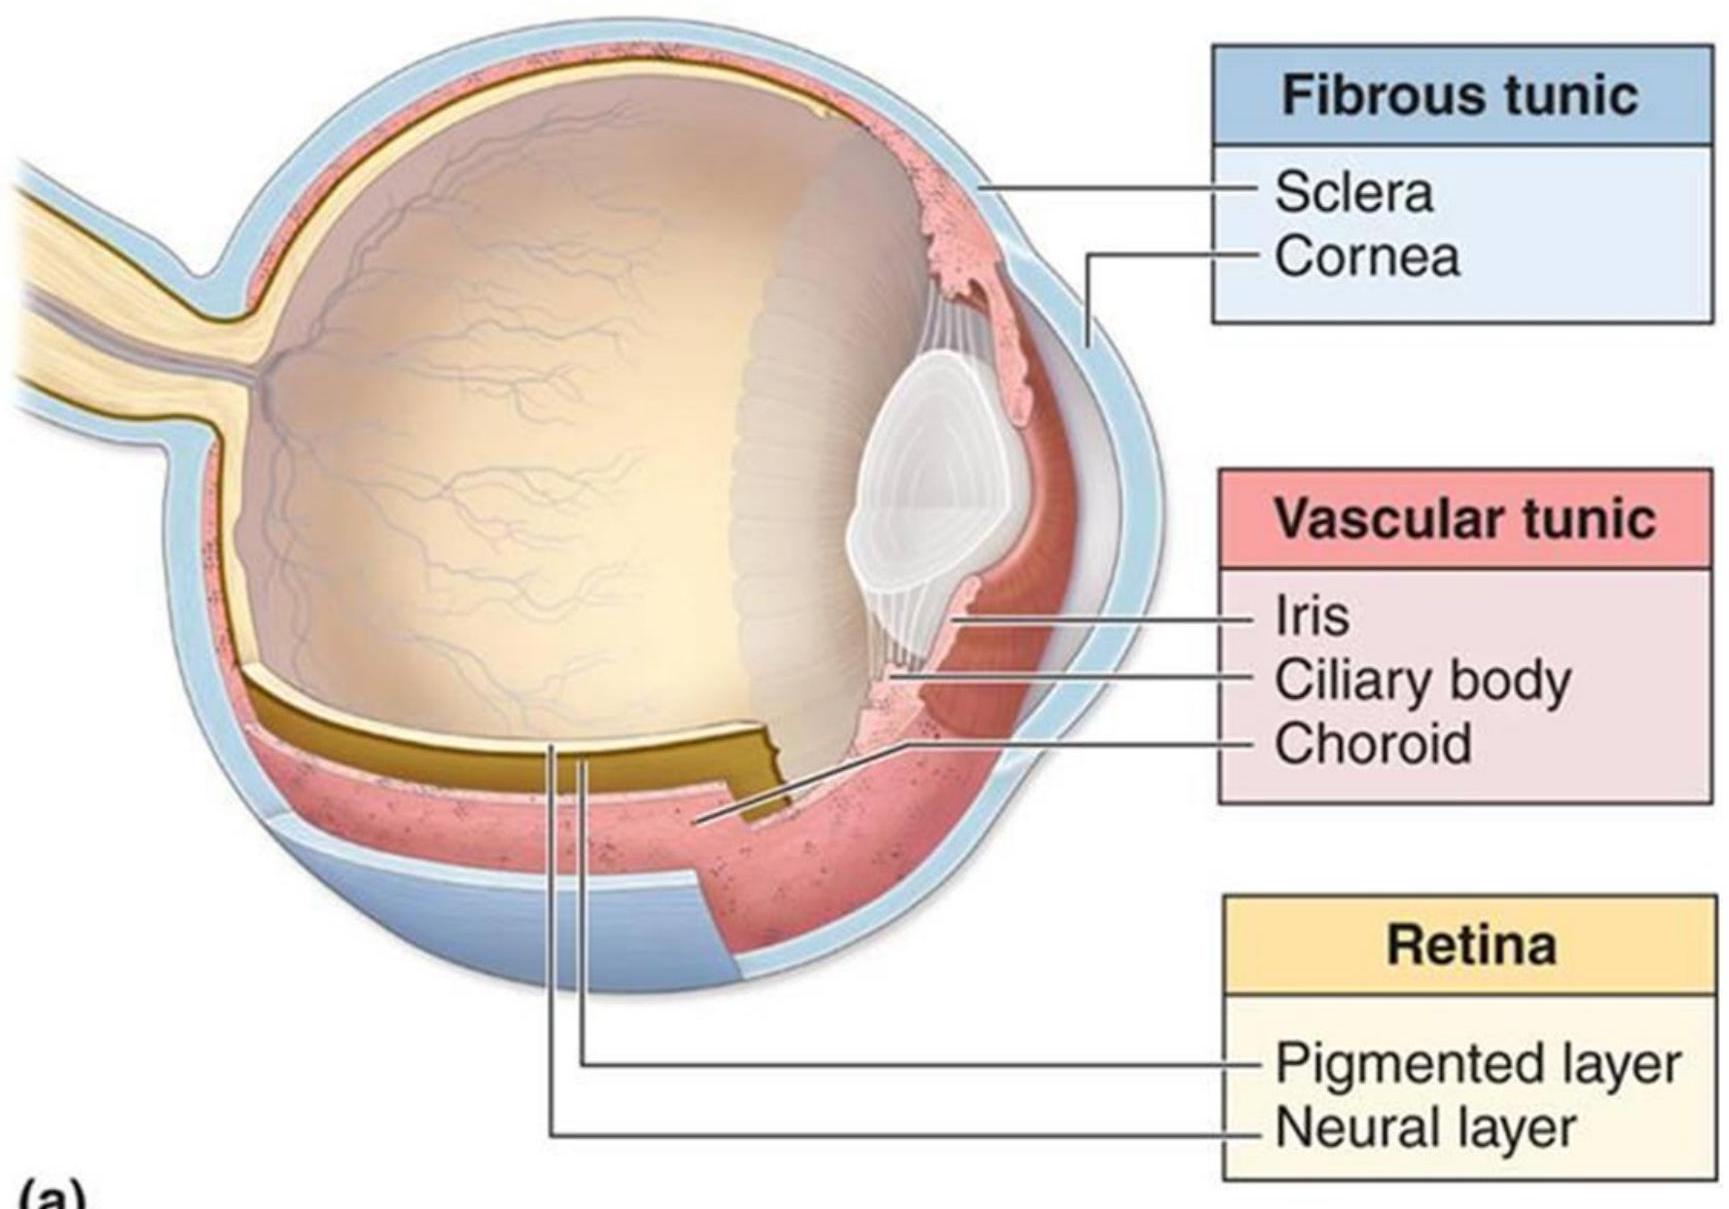 Fibrous tunic
Sclera
Cornea
Vascular tunic
Iris
Ciliary body
Choroid
Retina
Pigmented layer
Neural layer
(a)